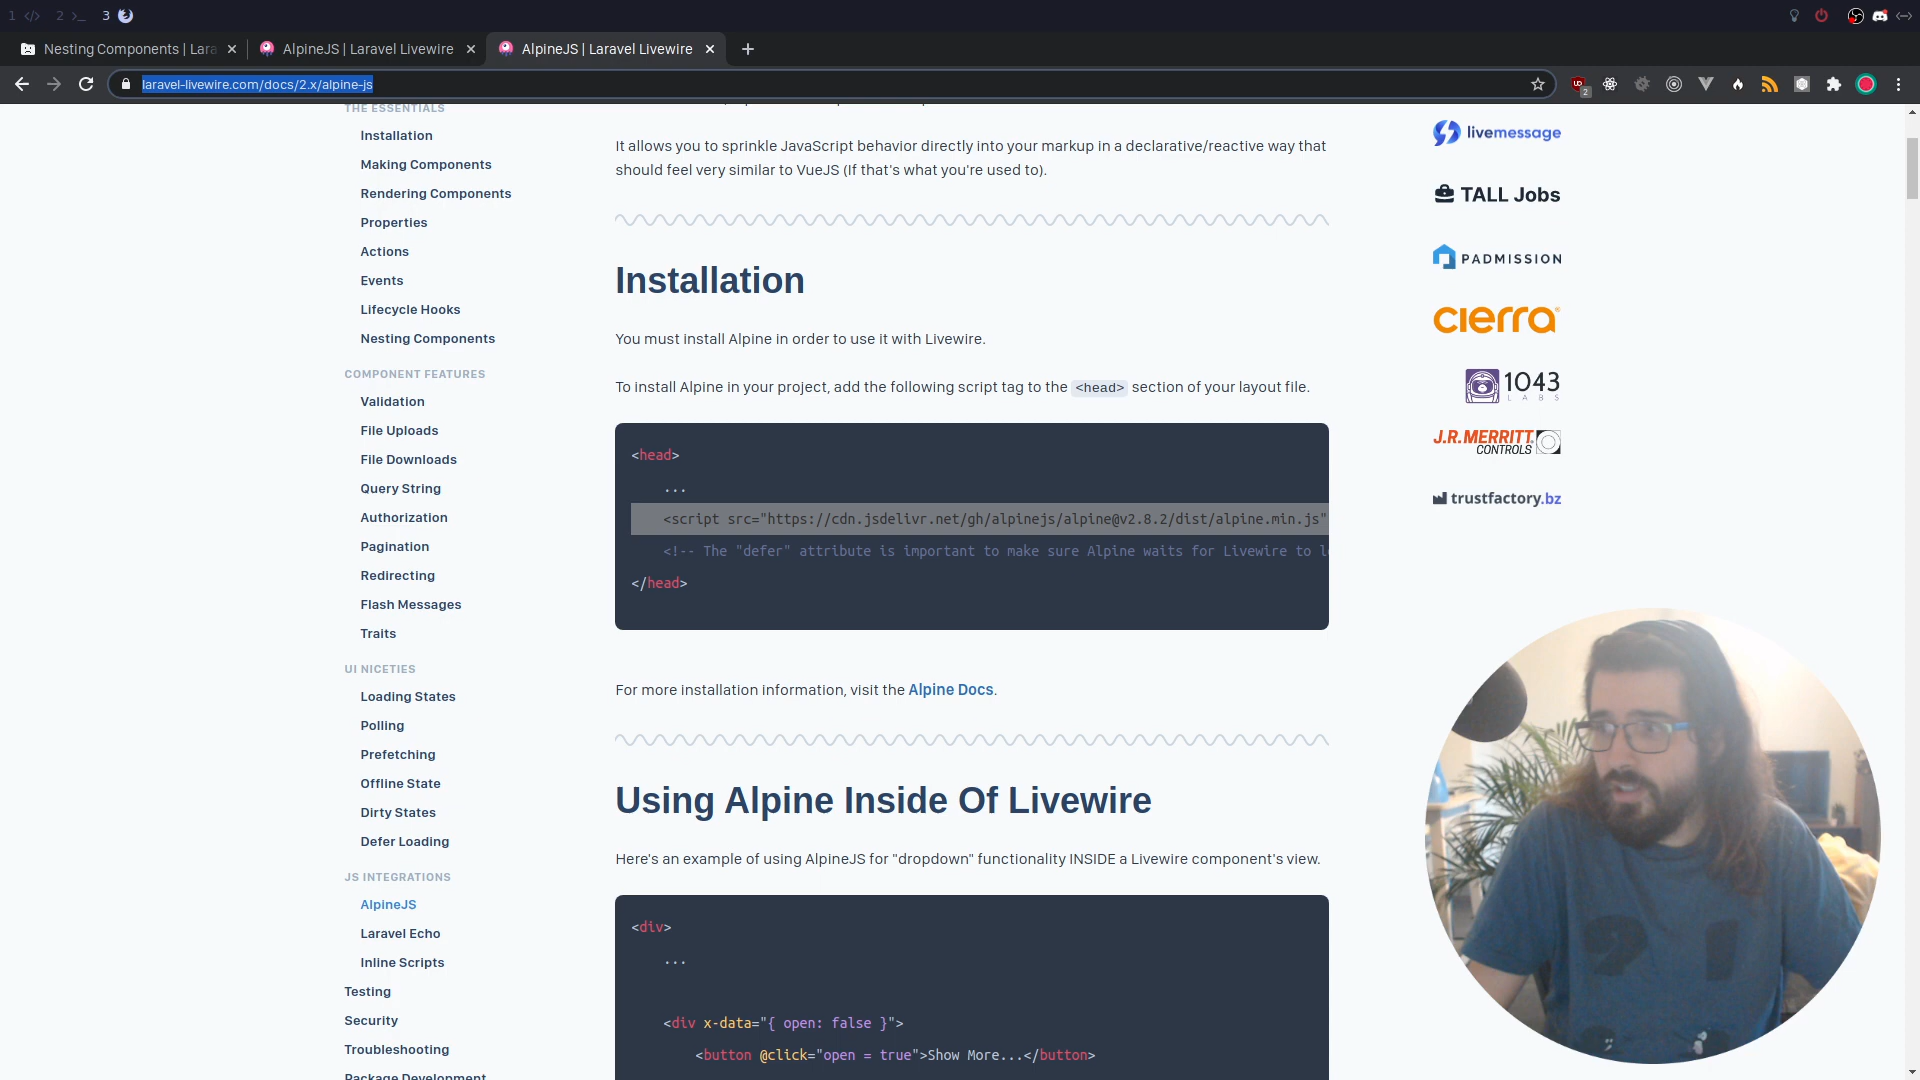 1 </> 2 >_ 3
Nesting Components | Lara
AlpineJS | Laravel Livewire
AlpineJS | Laravel Livewire
laravel-livewire.com/docs/2.x/alpine-js
2
THE ESSENTIALS
Installation
Making Components
Rendering Components
Properties
Actions
Events
Lifecycle Hooks
Nesting Components
COMPONENT FEATURES
Validation
File Uploads
File Downloads
Query String
Authorization
Pagination
Redirecting
Flash Messages
Traits
UI NICETIES
Loading States
Polling
Prefetching
Offline State
Dirty States
Defer Loading
JS INTEGRATIONS
AlpineJS
Laravel Echo
Inline Scripts
Testing
Security
Troubleshooting
Package Development
It allows you to sprinkle JavaScript behavior directly into your markup in a declarative/reactive way that
should feel very similar to VueJS (If that's what you're used to).
Installation
You must install Alpine in order to use it with Livewire.
To install Alpine in your project, add the following script tag to the <head> section of your layout file.
<head>
...
<script src="https://cdn.jsdelivr.net/gh/alpinejs/alpine@v2.8.2/dist/alpine.min.js"
<!-- The "defer" attribute is important to make sure Alpine waits for Livewire to
</head>
For more installation information, visit the Alpine Docs.
Using Alpine Inside Of Livewire
Here's an example of using AlpineJS for "dropdown" functionality INSIDE a Livewire component's view.
<div>
...
<div x-data="{ open: false }">
<button @click="open = true">Show More...</button>
livemessage
TALL Jobs
PADMISSION
cierra
1043
LABS
J.R.MERRITT
CONTROLS
trustfactory.bz